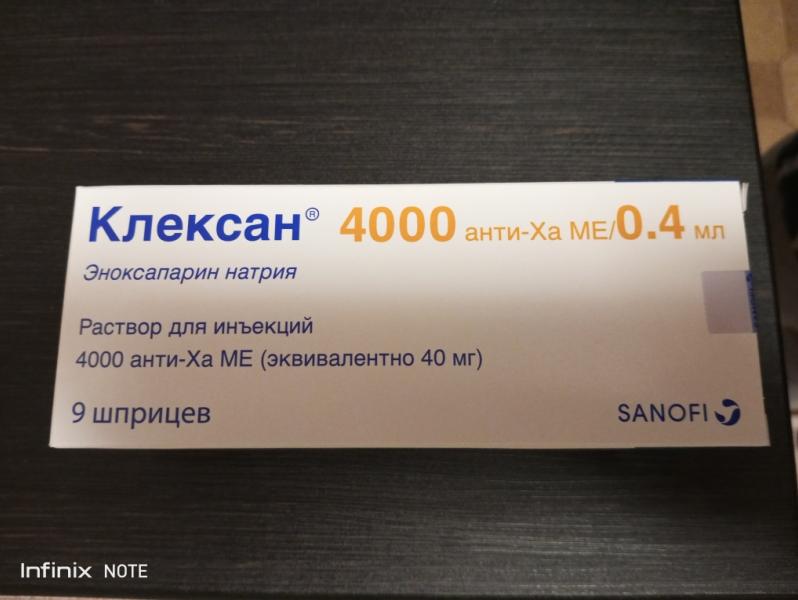 Клексан® 4000 анти-Ха МЕ/0.4 мл
Эноксапарин натрия
Раствор для инъекций
4000 анти-Ха МЕ (эквивалентно 40 мг)
9 шприцев
SANOFI
Infinix NOTE